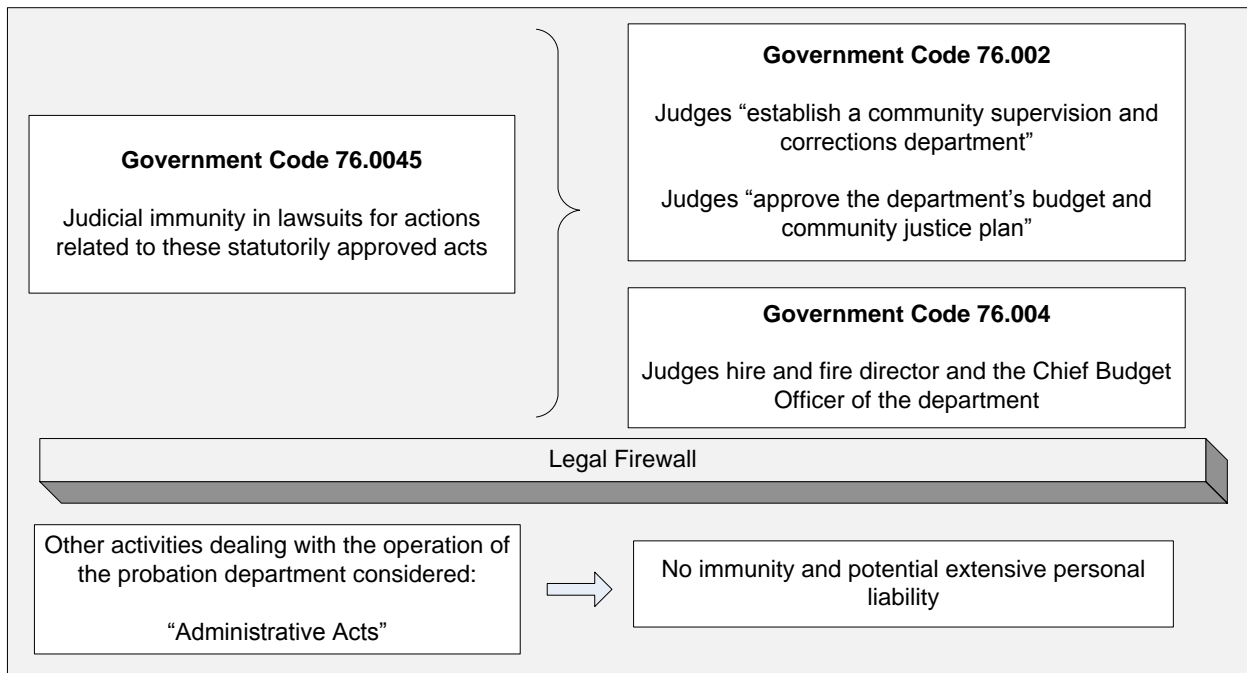 Government Code 76.0045
Judicial immunity in lawsuits for actions
related to these statutorily approved acts
Government Code 76.002
Judges “establish a community supervision and
corrections department”
Judges “approve the department’s budget and
community justice plan”
Government Code 76.004
Judges hire and fire director and the Chief Budget
Officer of the department
Legal Firewall
Other activities dealing with the operation of
the probation department considered:
“Administrative Acts”
No immunity and potential extensive personal
liability